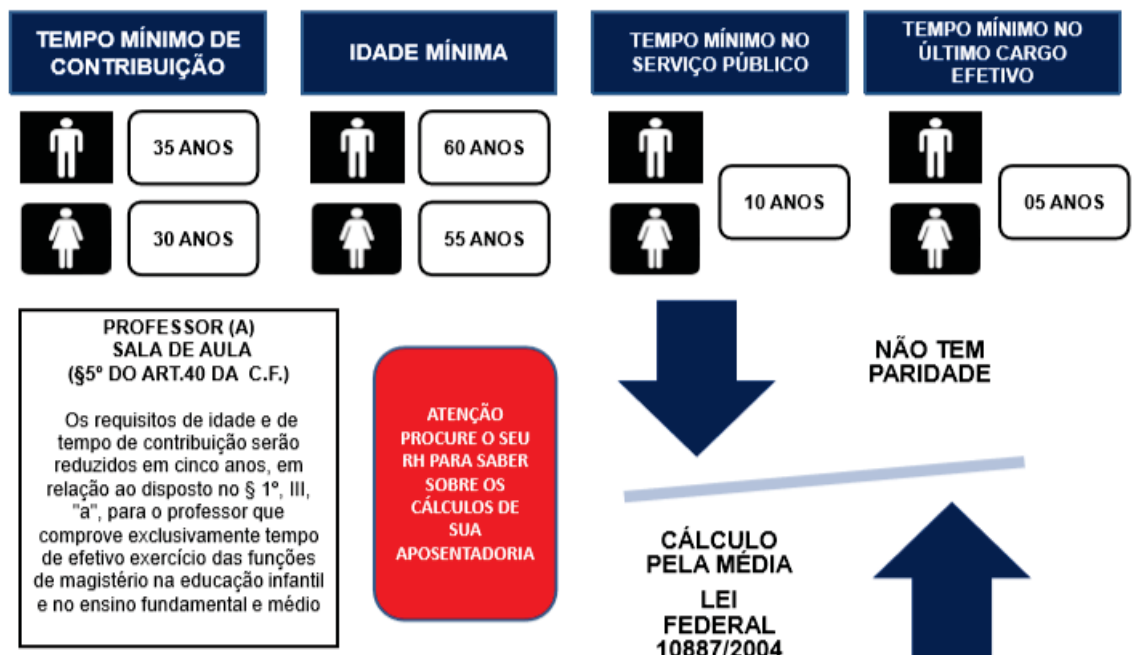 TEMPO MÍNIMO DE
CONTRIBUIÇÃO
IDADE MÍNIMA
TEMPO MÍNIMO NO
SERVIÇO PÚBLICO
TEMPO MÍNIMO NO
ÚLTIMO CARGO
EFETIVO
35 ANOS
60 ANOS
30 ANOS
55 ANOS
10 ANOS
05 ANOS
PROFESSOR (A)
SALA DE AULA
(§5º DO ART.40 DA C.F.)
Os requisitos de idade e de
tempo de contribuição serão
reduzidos em cinco anos, em
relação ao disposto no § 1º, III,
"a", para o professor que
comprove exclusivamente tempo
de efetivo exercício das funções
de magistério na educação infantil
e no ensino fundamental e médio
ATENÇÃO
PROCURE O SEU
RH PARA SABER
SOBRE OS
CÁLCULOS DE
SUA
APOSENTADORIA
NÃO TEM
PARIDADE
CÁLCULO
PELA MÉDIA
LEI
FEDERAL
10887/2004